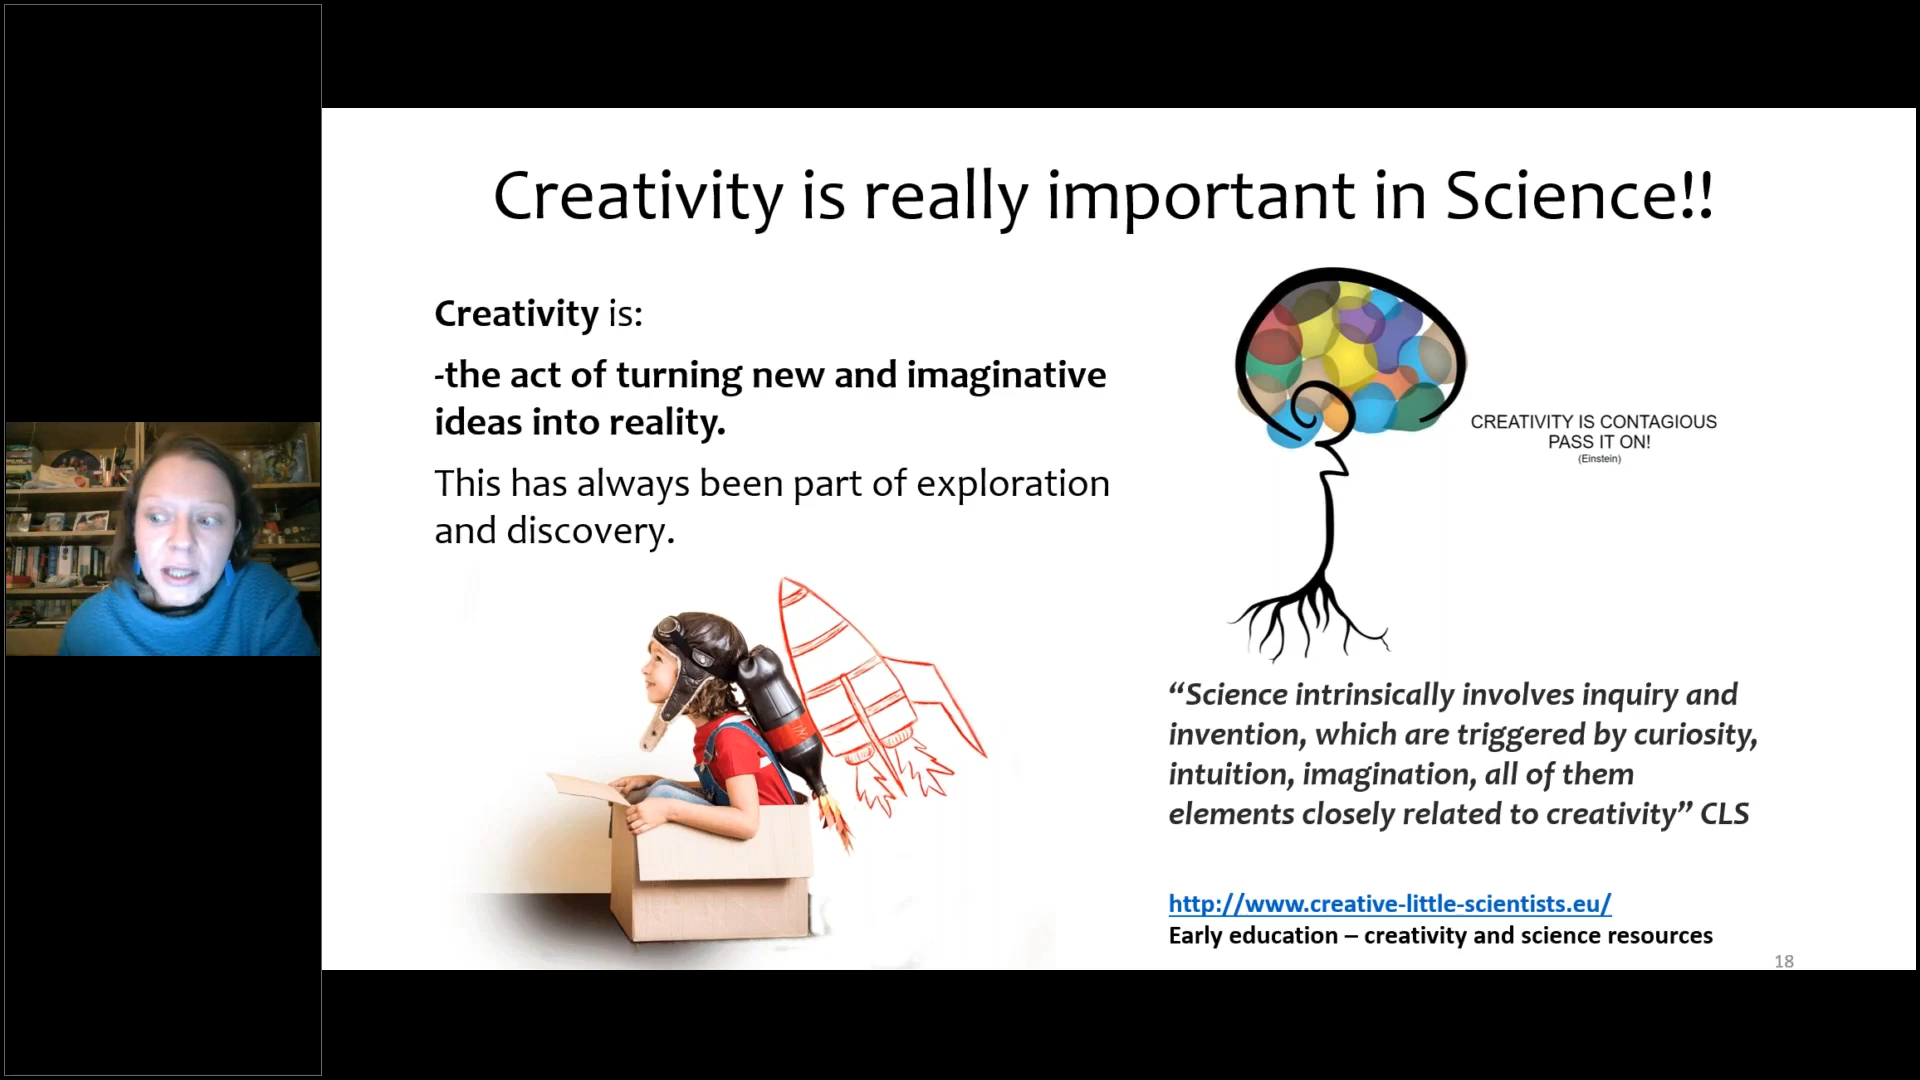 Creativity is really important in Science!!
Creativity is:
-the act of turning new and imaginative
ideas into reality.
This has always been part of exploration
and discovery.
CREATIVITY IS CONTAGIOUS
PASS IT ON!
(Einstein)
“Science intrinsically involves inquiry and
invention, which are triggered by curiosity,
intuition, imagination, all of them
elements closely related to creativity” CLS
http://www.creative-little-scientists.eu/
Early education – creativity and science resources
18